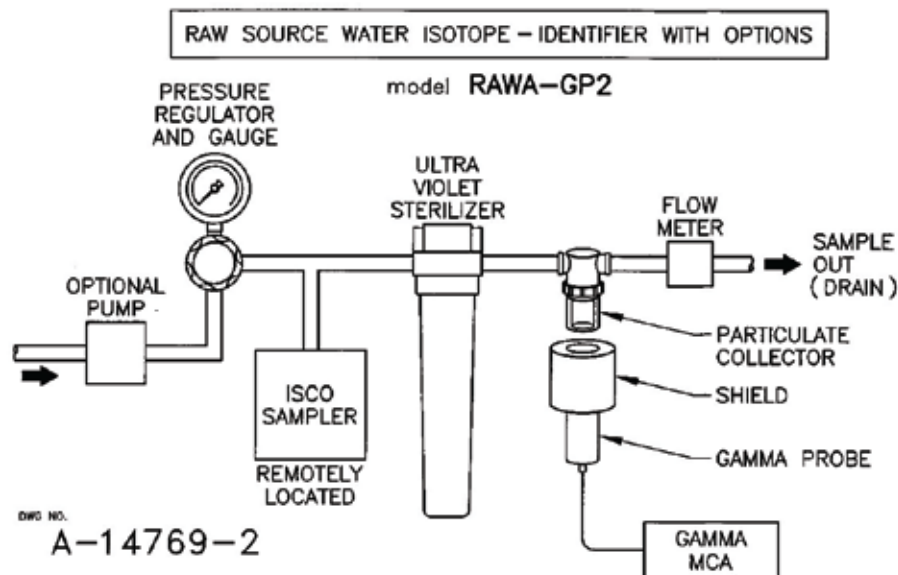 RAW SOURCE WATER ISOTOPE – IDENTIFIER WITH OPTIONS
model RAWA–GP2
PRESSURE
REGULATOR
AND GAUGE
ULTRA
VIOLET
STERILIZER
FLOW
METER
SAMPLE
OUT
( DRAIN )
OPTIONAL
PUMP
PARTICULATE
COLLECTOR
ISCO
SAMPLER
SHIELD
REMOTELY
LOCATED
GAMMA PROBE
DWG NO.
A–14769–2
GAMMA
MCA